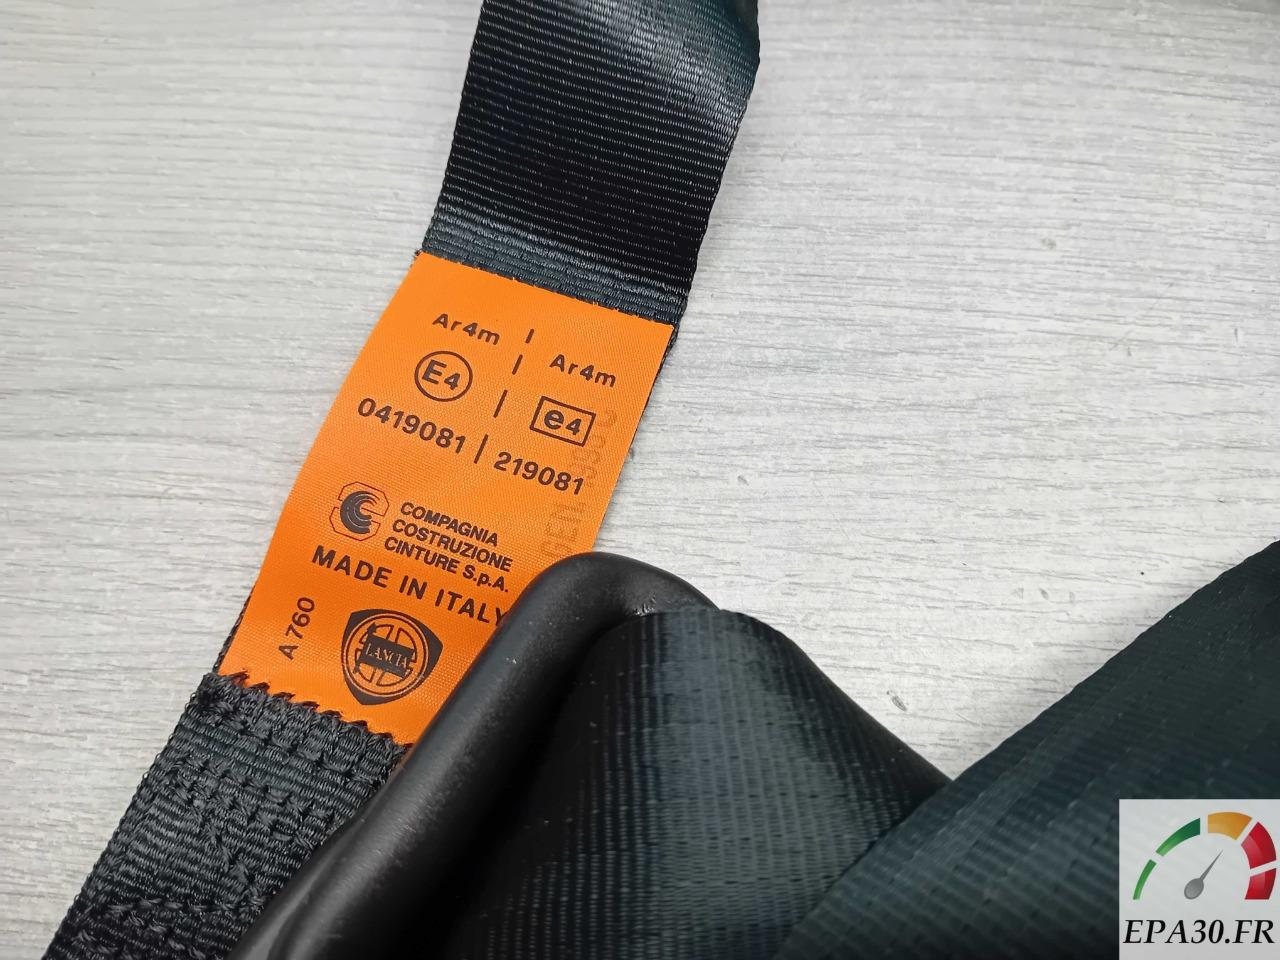 Ar4m | Ar4m
E4 | e4
0419081 | 219081
COMPAGNIA
COSTRUZIONE
CINTURE S.p.A.
MADE IN ITALY
A760
LANCIA
EPA30.FR